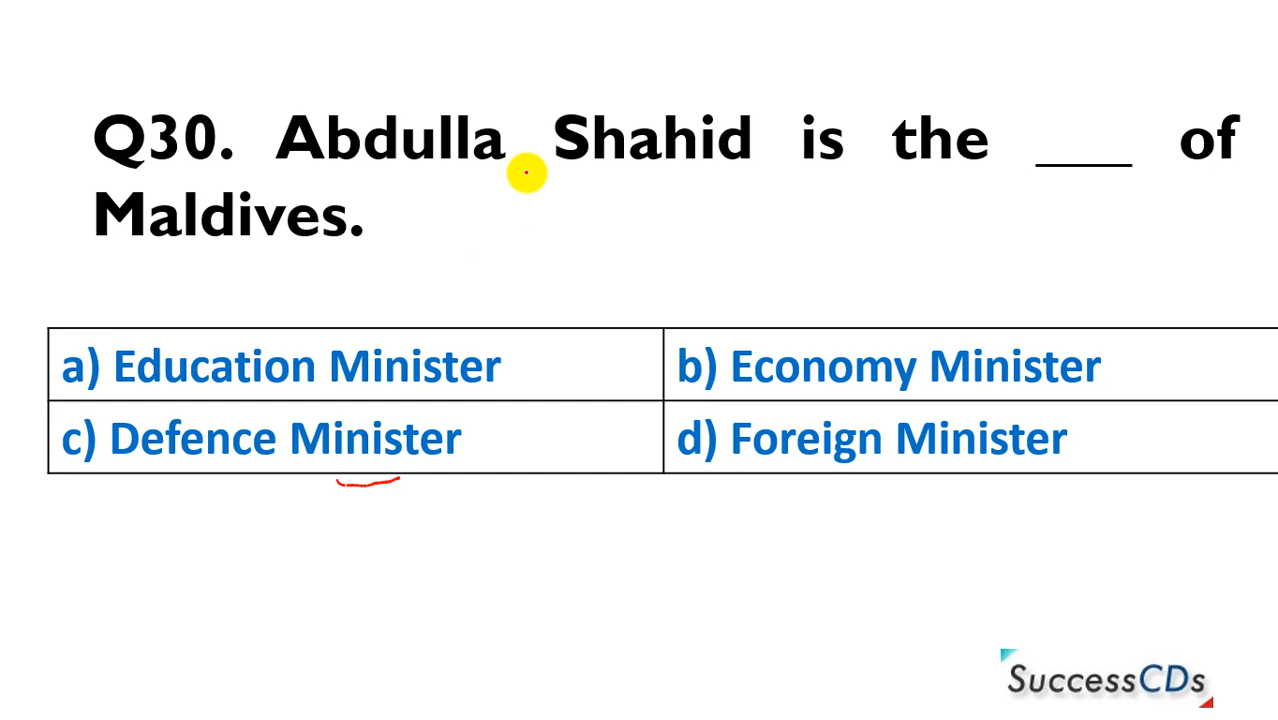 Q30. Abdulla Shahid is the ___ of
Maldives.
a) Education Minister
b) Economy Minister
c) Defence Minister
d) Foreign Minister
SuccessCDs